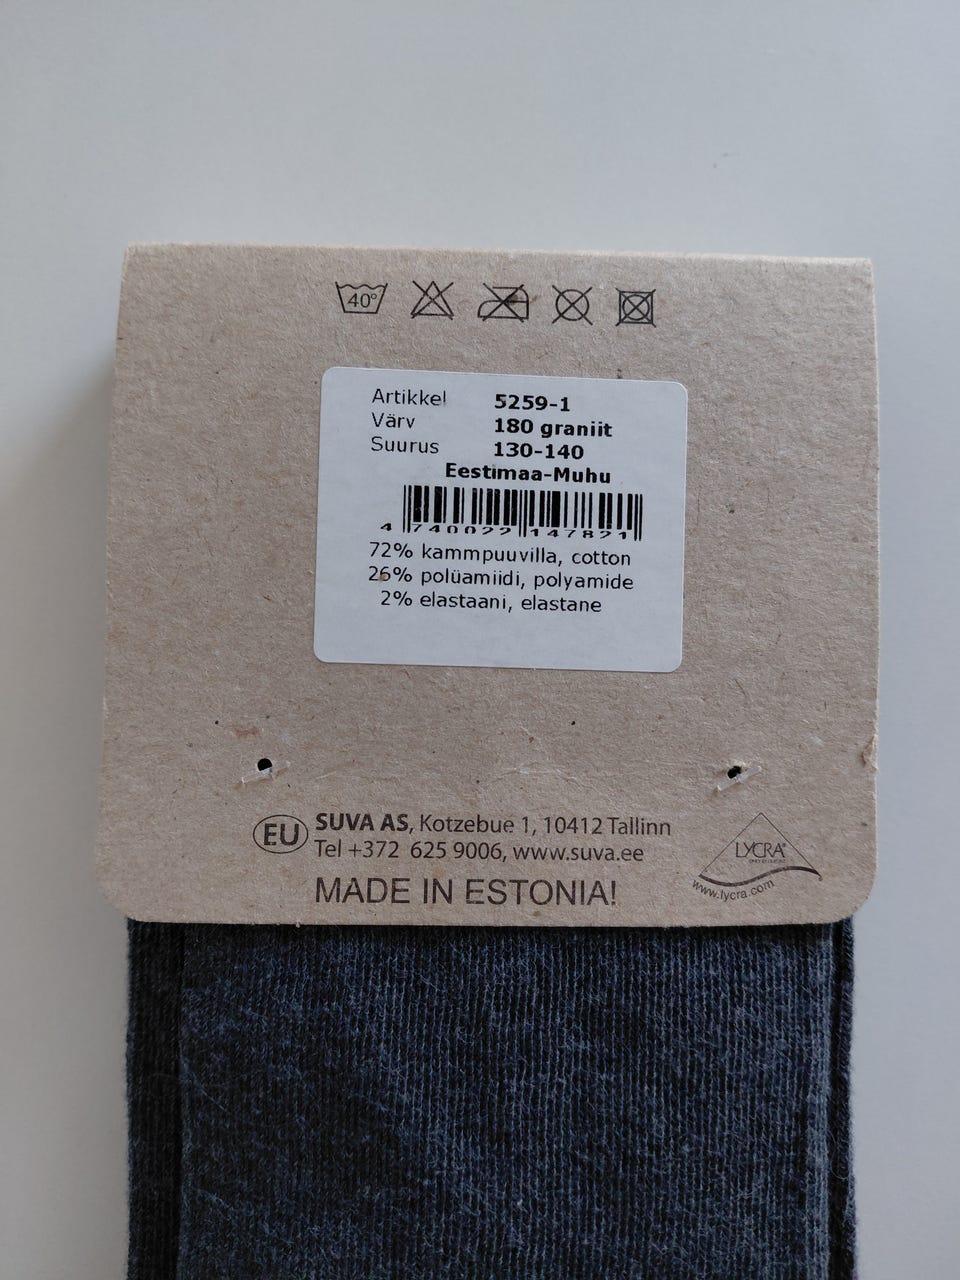 40°
Artikkel 5259-1
Värv 180 graniit
Suurus 130-140
Eestimaa-Muhu
4 740022 147821
72% kammpuuvilla, cotton
26% polüamiidi, polyamide
2% elastaani, elastane
EU
SUVA AS, Kotzebue 1, 10412 Tallinn
Tel +372 625 9006, www.suva.ee
MADE IN ESTONIA!
LYCRA®
www.lycra.com